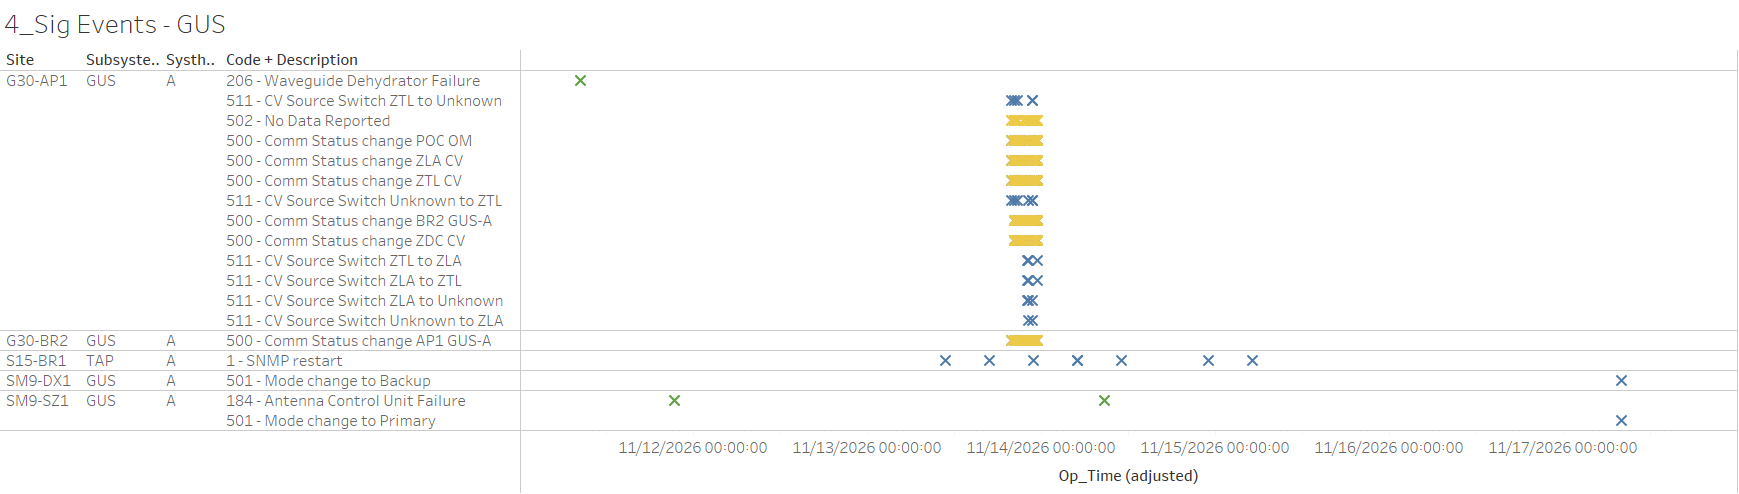 4_Sig Events - GUS
Site Subsyste.. Systh.. Code + Description
G30-AP1 GUS A 206 - Waveguide Dehydrator Failure
511 - CV Source Switch ZTL to Unknown
502 - No Data Reported
500 - Comm Status change POC OM
500 - Comm Status change ZLA CV
500 - Comm Status change ZTL CV
511 - CV Source Switch Unknown to ZTL
500 - Comm Status change BR2 GUS-A
500 - Comm Status change ZDC CV
511 - CV Source Switch ZTL to ZLA
511 - CV Source Switch ZLA to ZTL
511 - CV Source Switch ZLA to Unknown
511 - CV Source Switch Unknown to ZLA
G30-BR2 GUS A 500 - Comm Status change AP1 GUS-A
S15-BR1 TAP A 1 - SNMP restart
SM9-DX1 GUS A 501 - Mode change to Backup
SM9-SZ1 GUS A 184 - Antenna Control Unit Failure
501 - Mode change to Primary
11/12/2026 00:00:00 11/13/2026 00:00:00 11/14/2026 00:00:00 11/15/2026 00:00:00 11/16/2026 00:00:00 11/17/2026 00:00:00
Op_Time (adjusted)